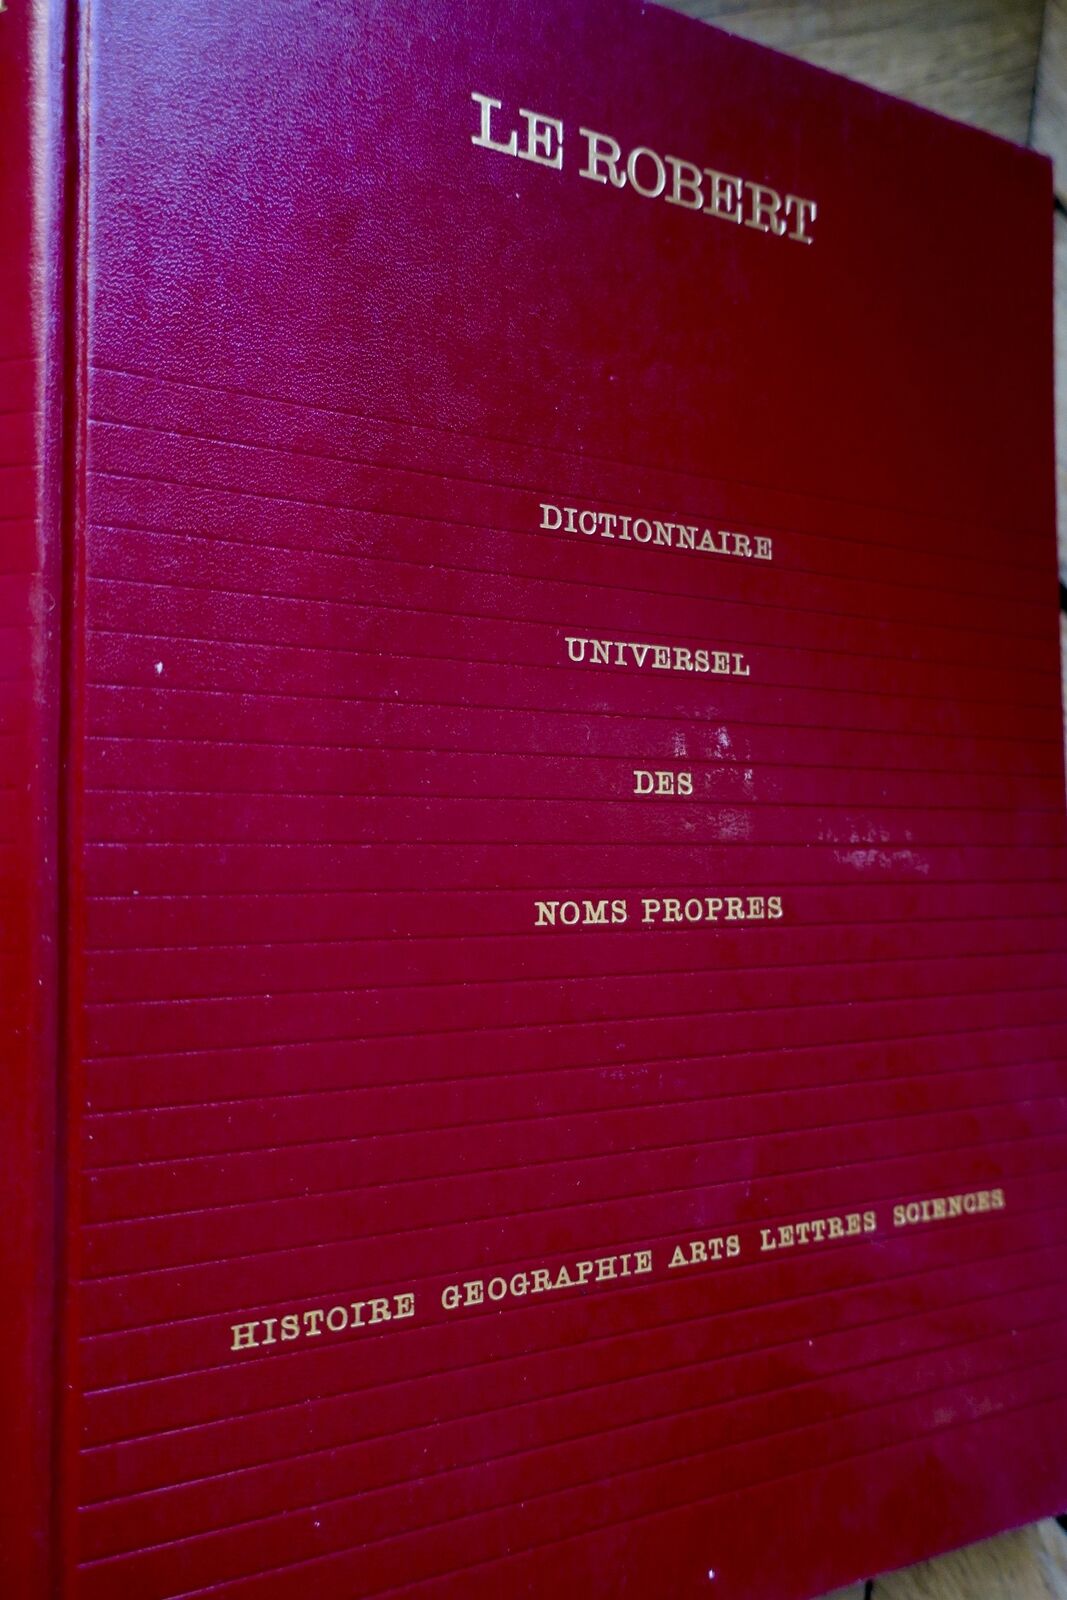 LE ROBERT
DICTIONNAIRE
UNIVERSEL
DES
NOMS PROPRES
HISTOIRE GEOGRAPHIE ARTS LETTRES SCIENCES